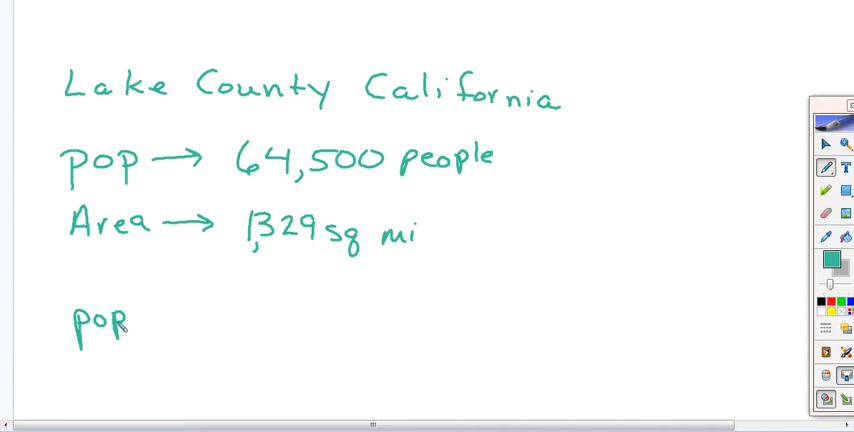 Lake County California
pop → 64,500 people
Area → 1,329 sq mi
pop